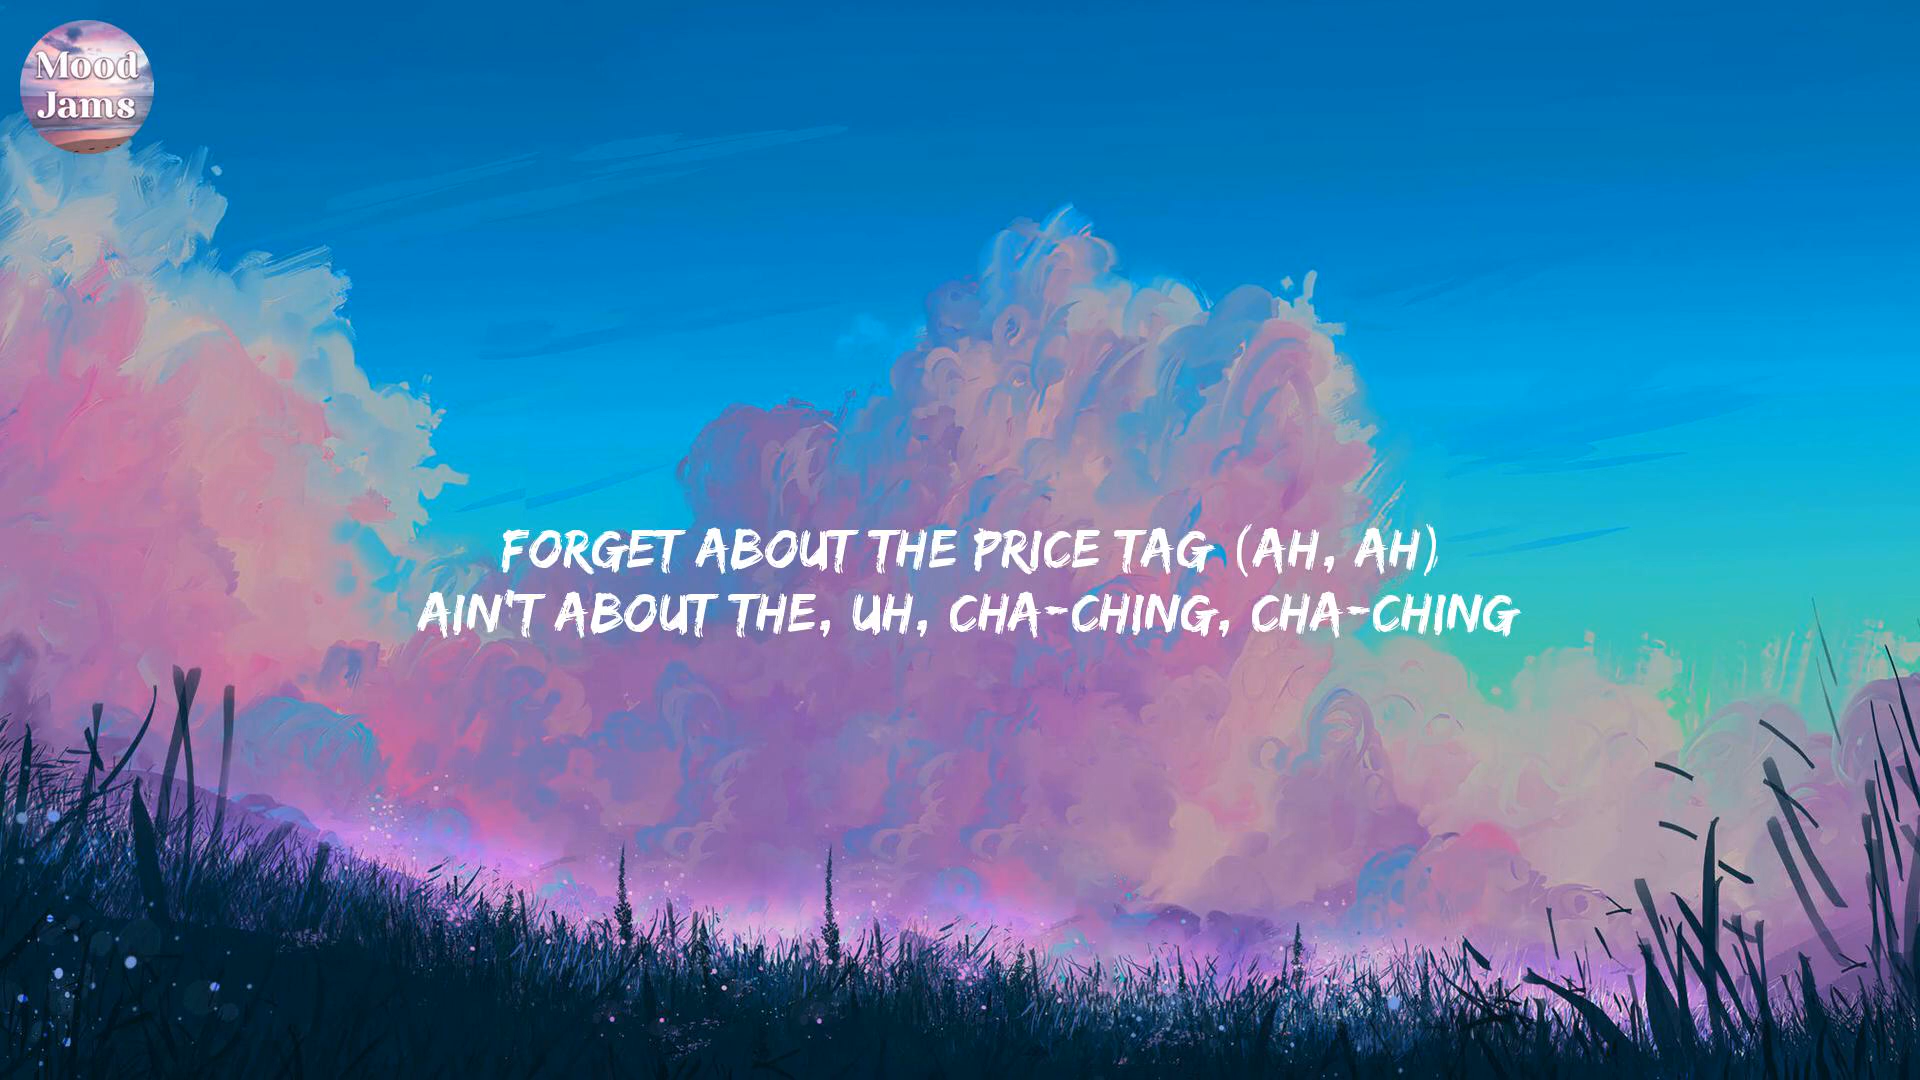 Mood
Jams
FORGET ABOUT THE PRICE TAG (AH, AH)
AIN'T ABOUT THE, UH, CHA-CHING, CHA-CHING